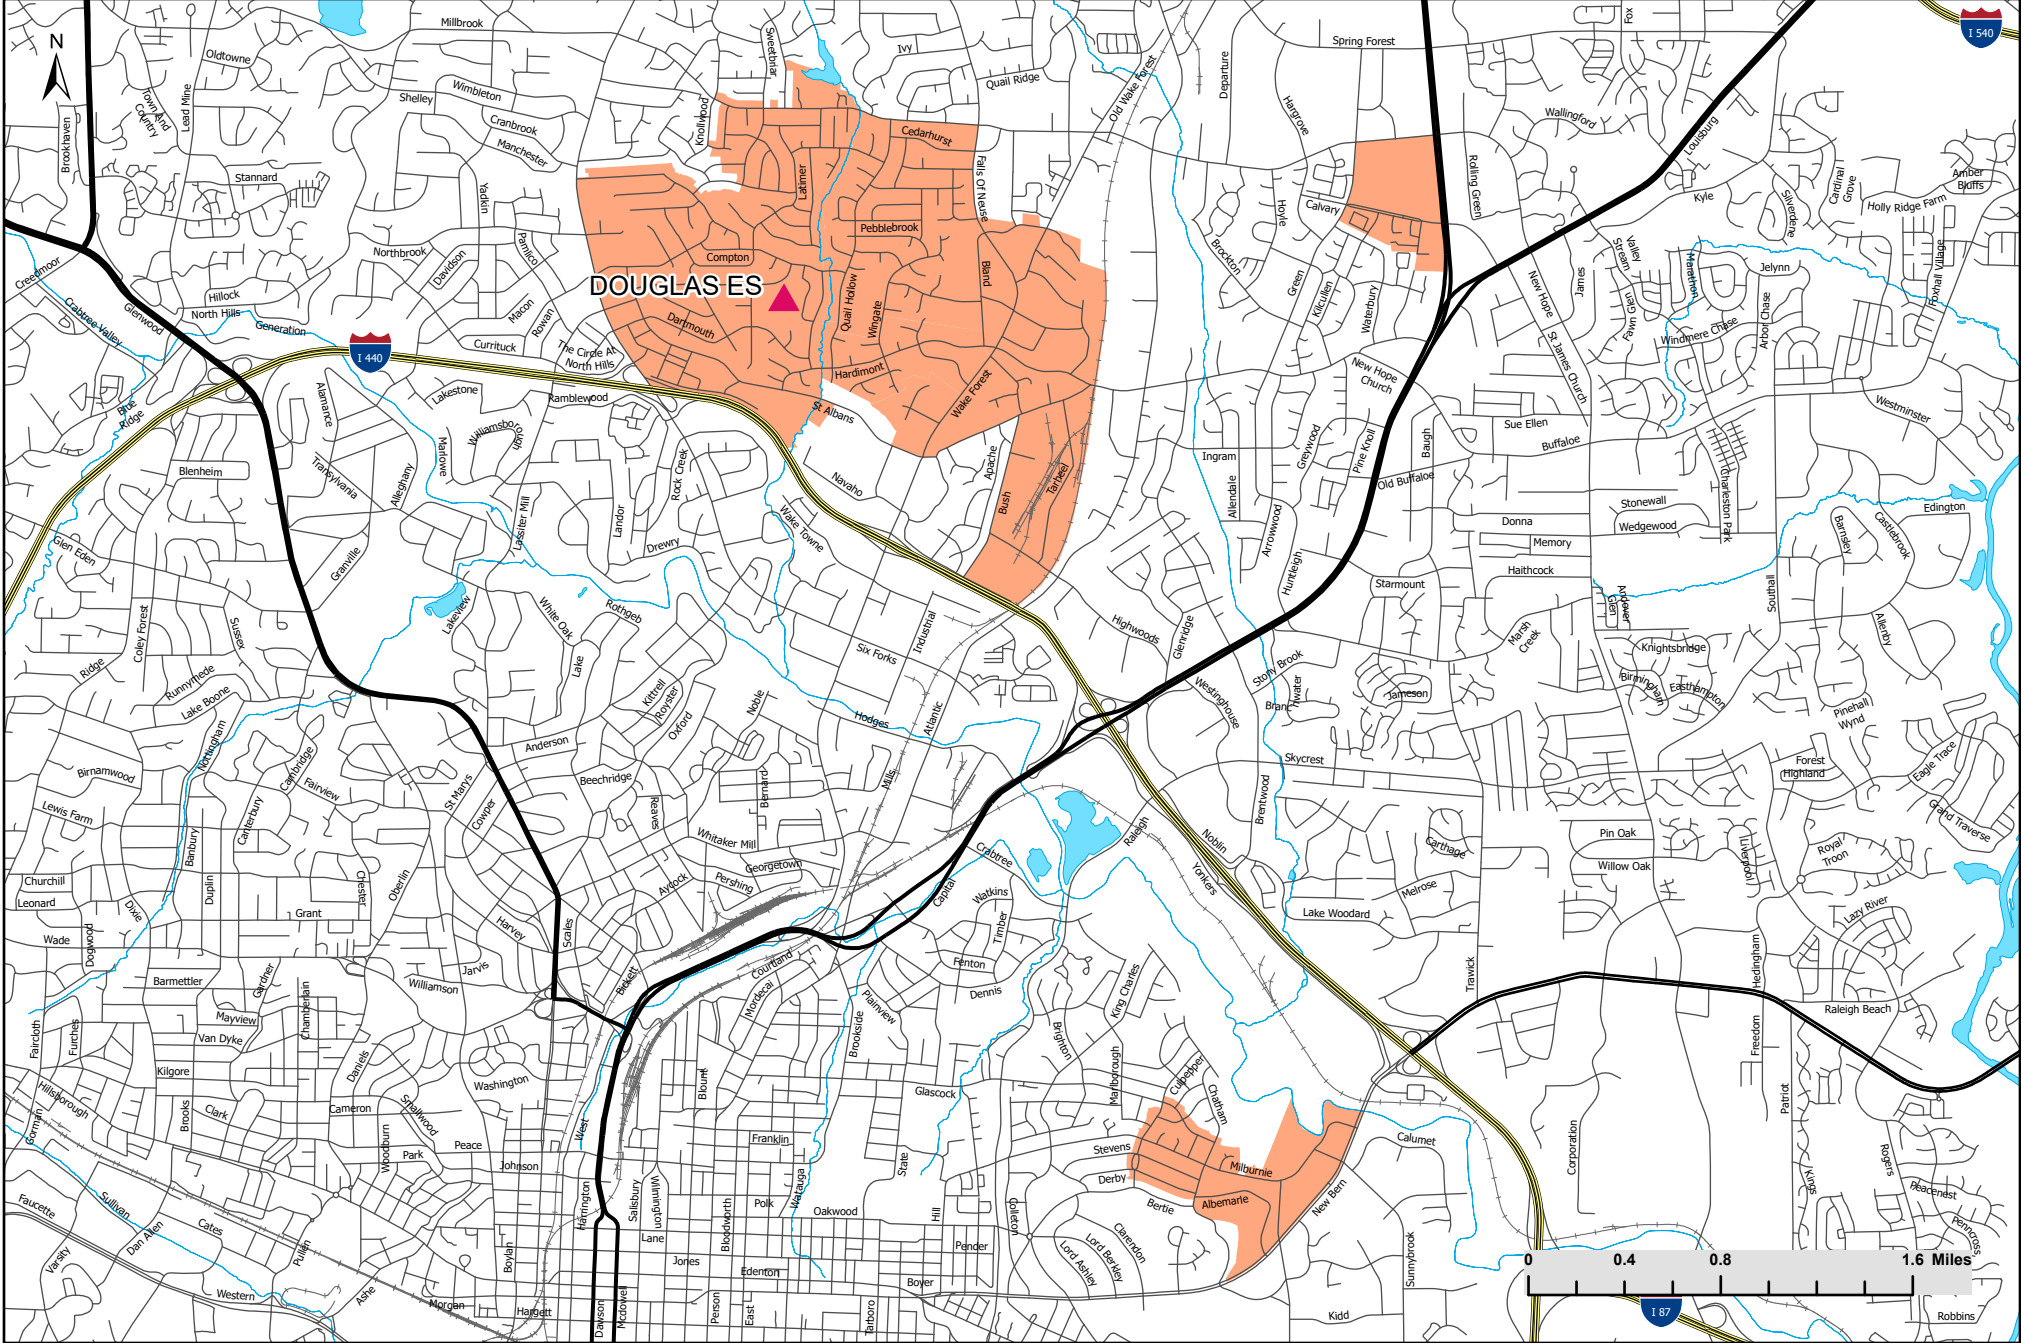 Millbrook
Sweetbriar
Ivy
Spring Forest
Fox
I 540
N
Oldtowne
Quail Ridge
Old Wake Forest
Departure
Town And
Country
Lead Mine
Shelley
Wimbleton
Cranbrook
Manchester
Knollwood
Cedarhurst
Hargrove
Wallingford
Louisburg
Brookhaven
Stannard
Yadkin
Latimer
Falls Of Neuse
Rolling Green
Kyle
Silverdene
Cardinal
Grove
Amber
Bluffs
Holly Ridge Farm
Hoyle
Calvary
Pebblebrook
Northbrook
Davidson
Pamlico
Compton
Bland
Brockton
Green
Kilcullen
Waterbury
New Hope
James
Valley
Stream
Fawn Glen
Marathon
Jelynn
Arbor Chase
Windmere Chase
Foxhall Village
Creedmoor
Crabtree Valley
Glenwood
Hillock
North Hills
Generation
Macon
Rowan
DOUGLAS ES
Dartmouth
Quail Hollow
Wingate
I 440
Currituck
The Circle At
North Hills
Hardimont
Wake Forest
St Albans
New Hope
Church
St James Church
Westminster
Lakestone
Ramblewood
Blue
Ridge
Alamance
Marlowe
Williamsborough
Sue Ellen
Buffaloe
Baugh
Pine Knoll
Greywood
Ingram
Old Buffaloe
Blenheim
Transylvania
Alleghany
Rock Creek
Navaho
Apache
Bush
Tarheel
Allendale
Arrowood
Huntleigh
Stonewall
Donna
Wedgewood
Memory
Haithcock
Charleston Park
Barnsley
Castlebrook
Edington
Glen Eden
Granville
Lassiter Mill
Landor
Drewry
Wake Towne
Starmount
Southall
Andover
Glen
Allenby
Coley Forest
Sussex
Lakeview
White Oak
Rothgeb
Lake
Industrial
Six Forks
Highwoods
Glenridge
Marsh
Creek
Knightsbridge
Birmingham
Easthampton
Pinehall
Wynd
Ridge
Runnymede
Lake Boone
Nottingham
Kittrell
Royster
Oxford
Noble
Hodges
Atlantic
Westinghouse
Stony Brook
Branchwater
Jameson
Birnamwood
Lewis Farm
Cambridge
Fairview
Canterbury
Banbury
Anderson
Beechridge
St Marys
Cowper
Reaves
Bernard
Mills
Skycrest
Brentwood
Forest
Highland
Eagle Trace
Grand Traverse
Whitaker Mill
Georgetown
Pershing
Aycock
Crabtree
Raleigh
Noblin
Yonkers
Carthage
Melrose
Pin Oak
Willow Oak
Liverpool
Royal
Troon
Churchill
Leonard
Duplin
Chester
Oberlin
Dixie
Grant
Harvey
Scales
Capital
Watkins
Timber
Lake Woodard
Lazy River
Wade
Dogwood
Barmettler
Gardner
Chamberlain
Jarvis
Williamson
Bickett
Courtland
Mordecai
Plainview
Fenton
Dennis
King Charles
Trawick
Hedingham
Raleigh Beach
Faircloth
Furches
Mayview
Van Dyke
Kilgore
Daniels
Washington
Brookside
Brighton
Marlborough
Culpepper
Chatham
Freedom
Patriot
Hillsborough
Gorman
Brooks
Clark
Cameron
Smallwood
Woodburn
Park
Peace
Johnson
West
Blount
Franklin
Glascock
State
Stevens
Derby
Bertie
Milburnie
Albemarle
Calumet
New Bern
Corporation
Kings
Rogers
Peacenest
Penncross
Faucette
Sullivan
Dan Allen
Varsity
Cates
Pullen
Harrington
Salisbury
Wilmington
Lane
Bloodworth
Polk
Watauga
Oakwood
Hill
Colleton
Pender
Clarendon
Lord Berkley
Lord Ashley
Sunnybrook
Western
Ashe
Boylan
Morgan
Hargett
Dawson
Mcdowell
Jones
Edenton
Person
East
Boyer
Tarboro
Kidd
0 0.4 0.8 1.6 Miles
I 87
Robbins